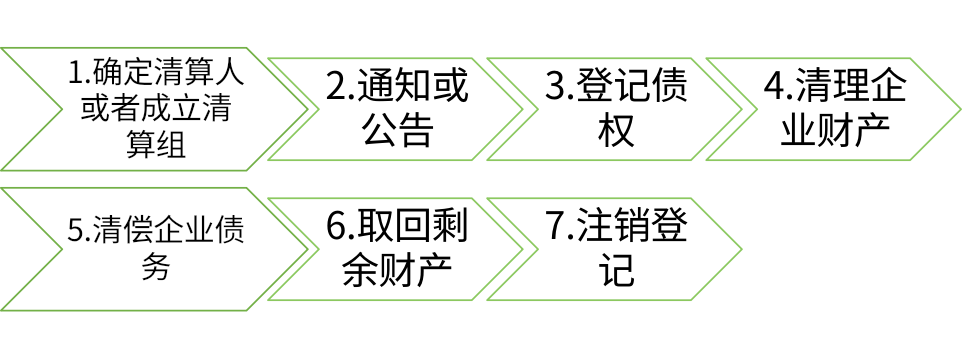 1.确定清算人
或者成立清
算组
2.通知或
公告
3.登记债
权
4.清理企
业财产
5.清偿企业债
务
6.取回剩
余财产
7.注销登
记